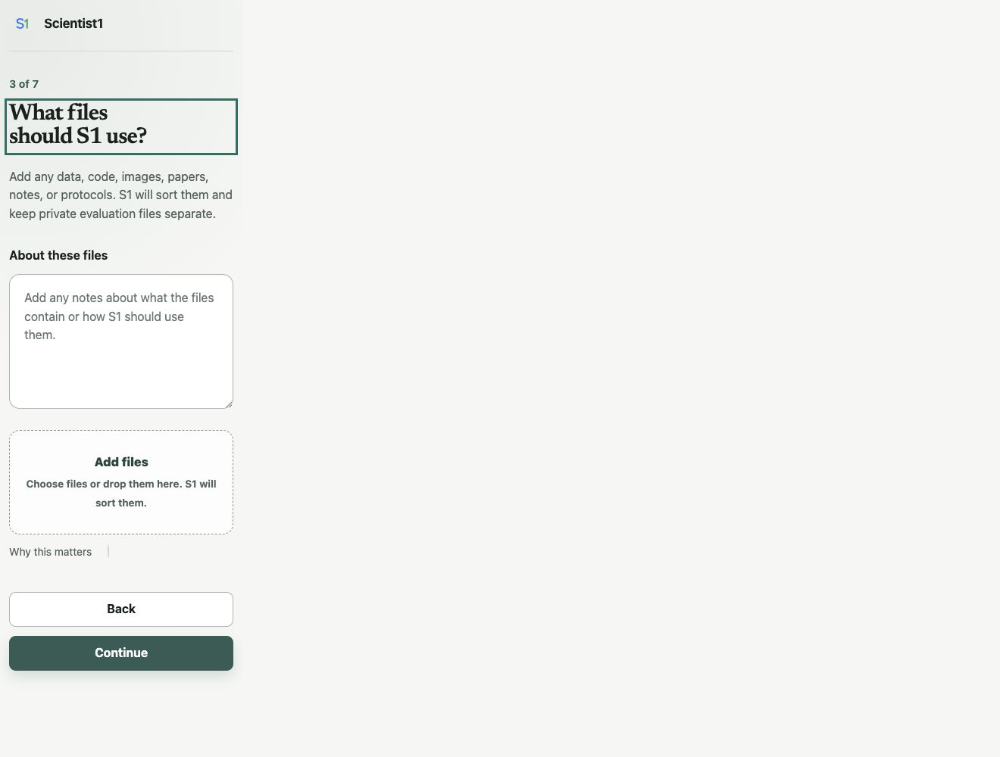 S1 Scientist1
3 of 7
What files
should S1 use?
Add any data, code, images, papers,
notes, or protocols. S1 will sort them and
keep private evaluation files separate.
About these files
Add any notes about what the files
contain or how S1 should use
them.
Add files
Choose files or drop them here. S1 will
sort them.
Why this matters
Back
Continue